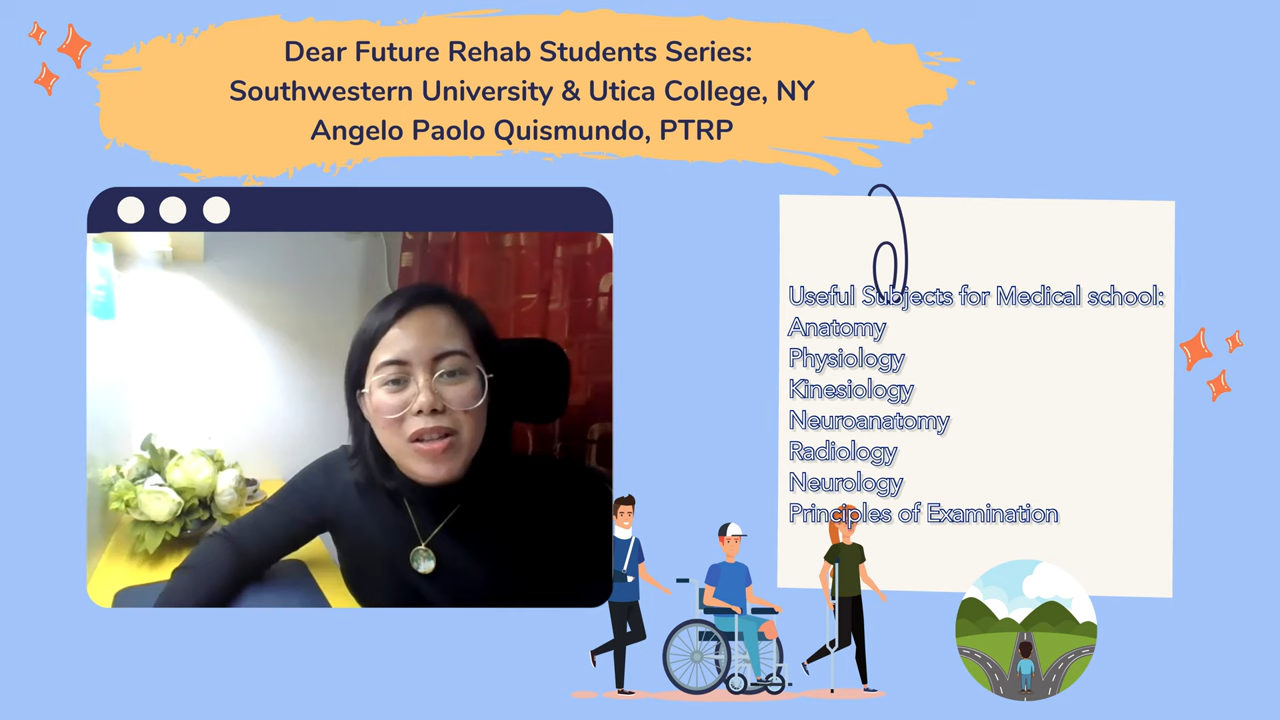 Dear Future Rehab Students Series:
Southwestern University & Utica College, NY
Angelo Paolo Quismundo, PTRP
Useful Subjects for Medical school:
Anatomy
Physiology
Kinesiology
Neuroanatomy
Radiology
Neurology
Principles of Examination